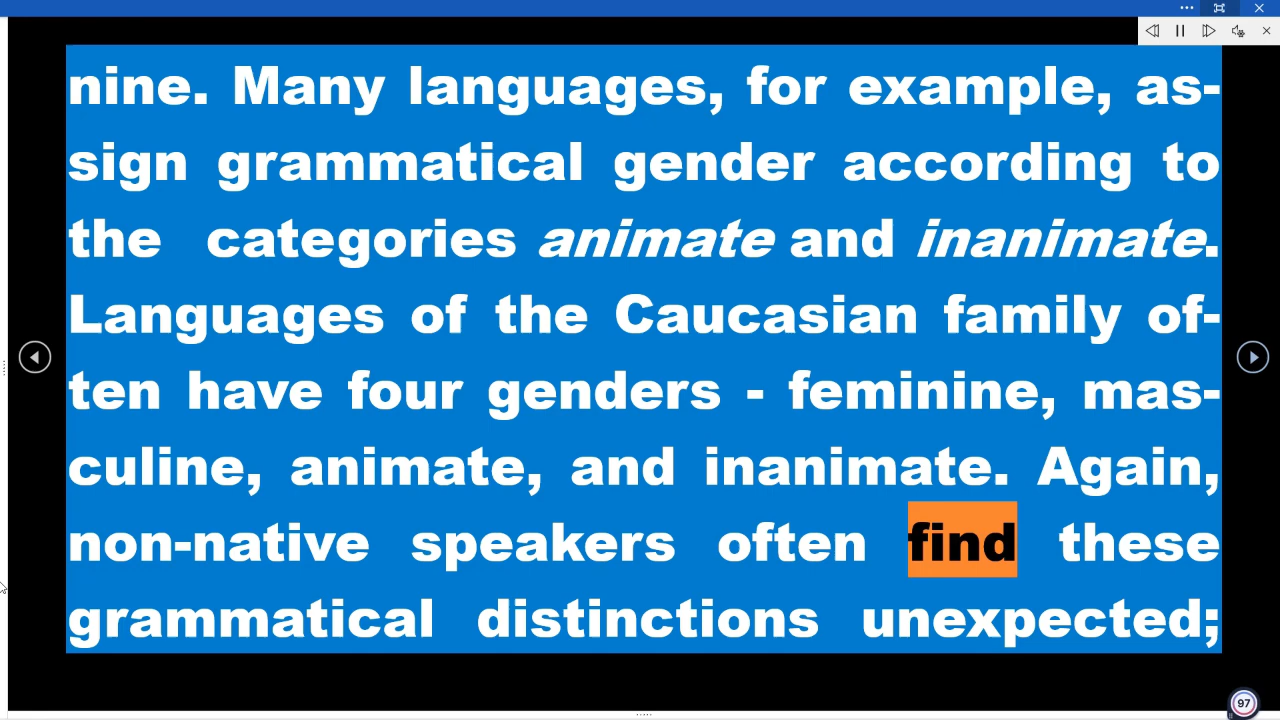 nine. Many languages, for example, as-
sign grammatical gender according to
the categories animate and inanimate.
Languages of the Caucasian family of-
ten have four genders - feminine, mas-
culine, animate, and inanimate. Again,
non-native speakers often find these
grammatical distinctions unexpected;
97